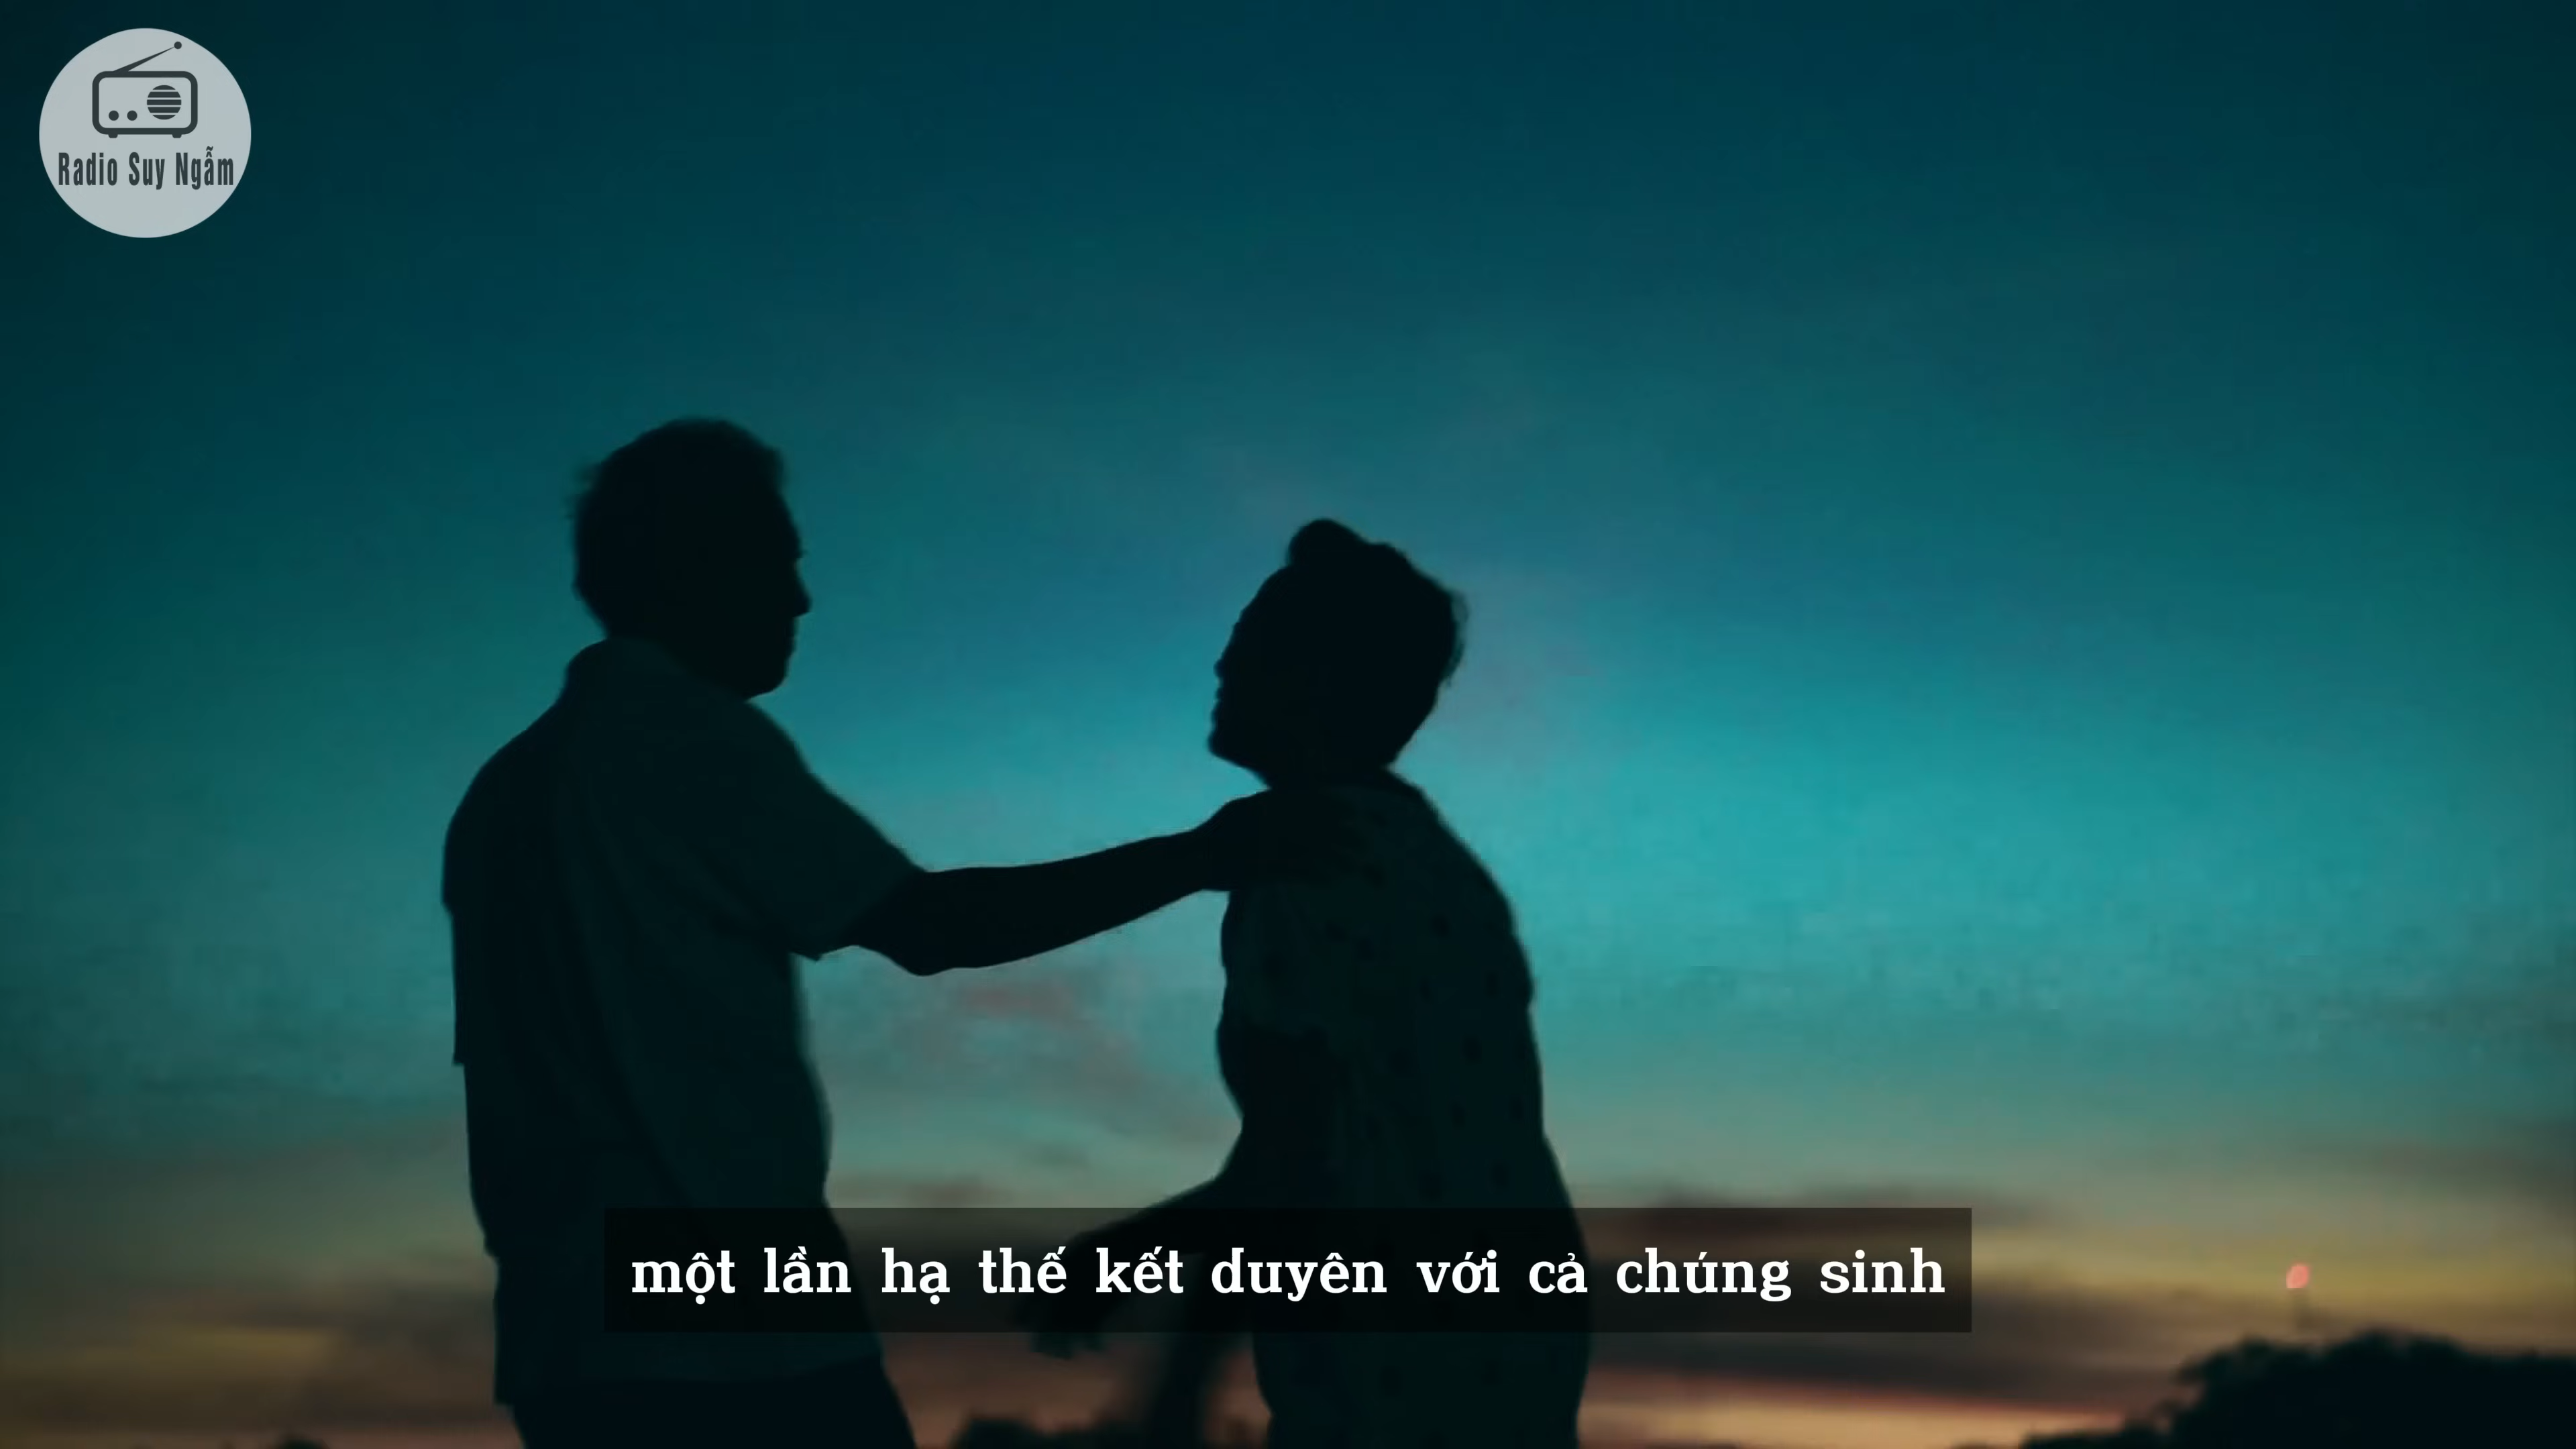 Radio Suy Ngẫm
một lần hạ thế kết duyên với cả chúng sinh